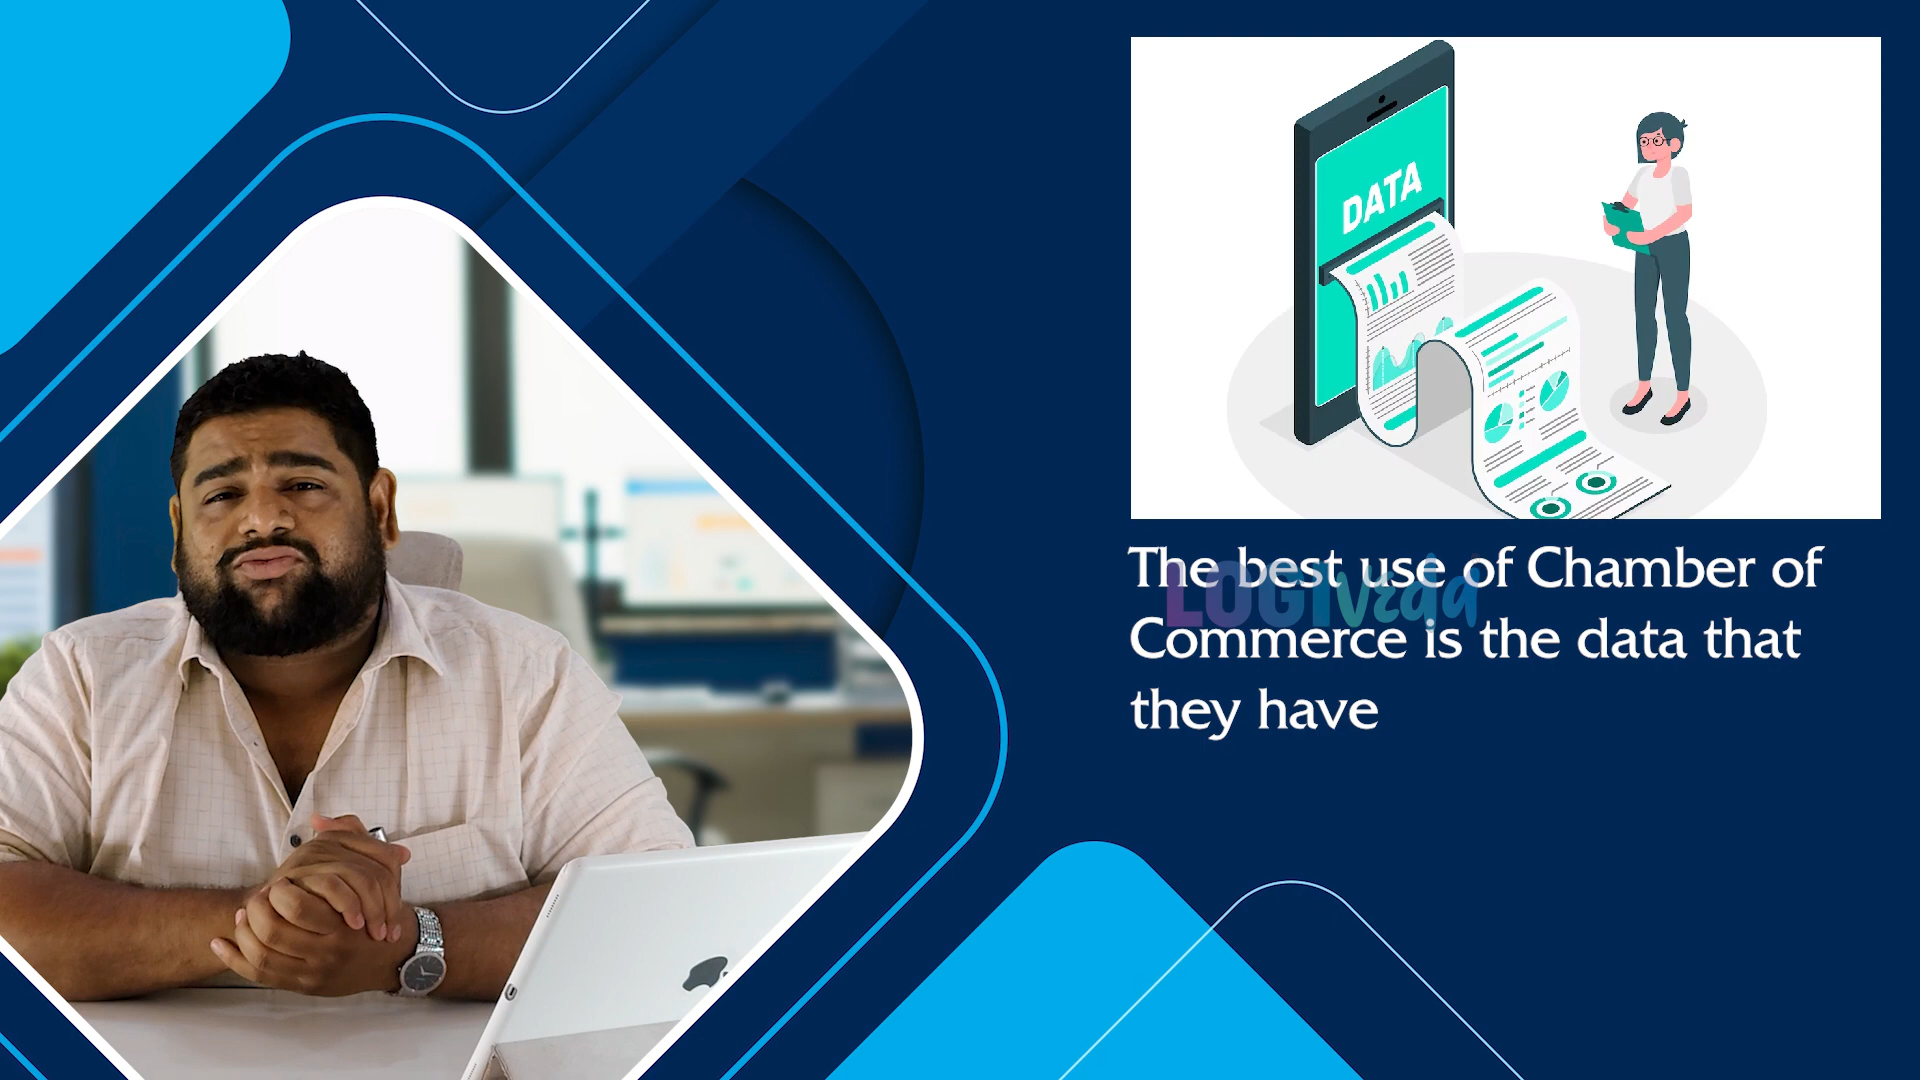 DATA
The best use of Chamber of
LOGIveda
Commerce is the data that
they have